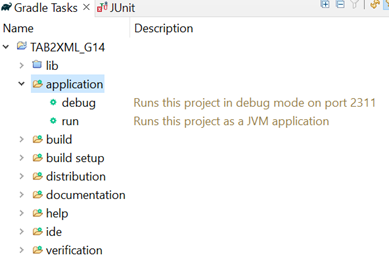 Gradle Tasks JUnit
Name Description
TAB2XML_G14
lib
application
debug Runs this project in debug mode on port 2311
run Runs this project as a JVM application
build
build setup
distribution
documentation
help
ide
verification